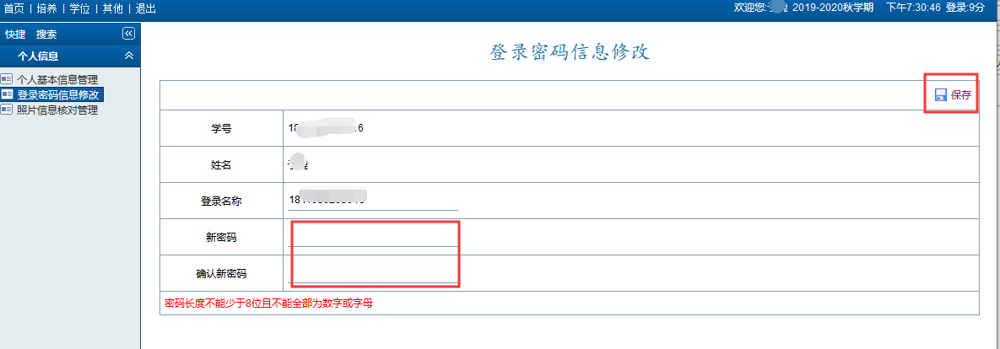 首页 | 培养 | 学位 | 其他 | 退出
欢迎您: 2019-2020秋学期 下午7:30:46 登录:9分
快捷 搜索
个人信息
个人基本信息管理
登录密码信息修改
照片信息核对管理
登录密码信息修改
保存
学号 18 6
姓名
登录名称 18
新密码
确认新密码
密码长度不能少于8位且不能全部为数字或字母